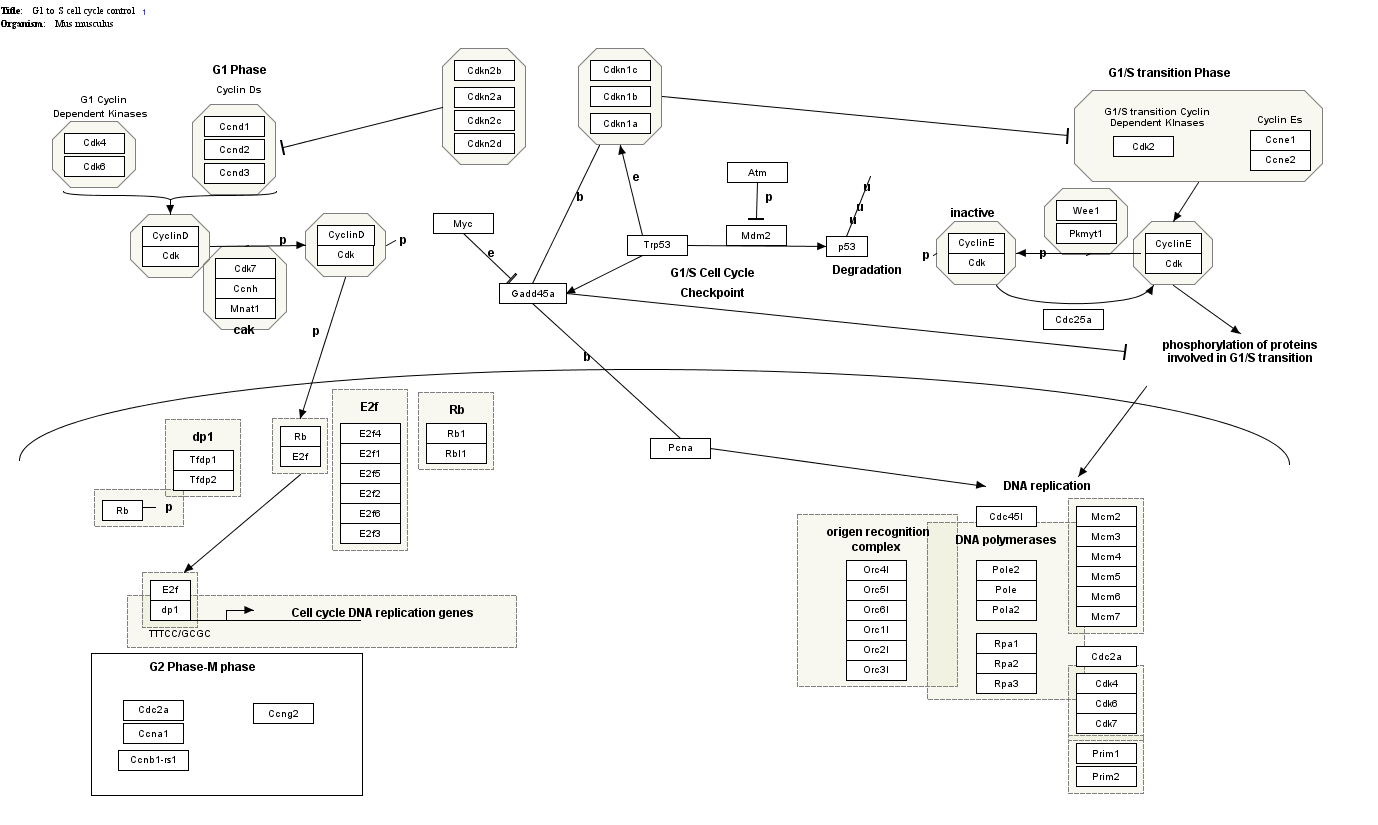 Title: G1 to S cell cycle control 1
Organism: Mus musculus
G1 Phase
Cyclin Ds
G1 Cyclin
Dependent Kinases
Cdk4
Cdk6
Ccnd1
Ccnd2
Ccnd3
Cdkn2b
Cdkn2a
Cdkn2c
Cdkn2d
Cdkn1c
Cdkn1b
Cdkn1a
G1/S transition Phase
G1/S transition Cyclin
Dependent KInases
Cdk2
Cyclin Es
Ccne1
Ccne2
CyclinD
Cdk
p
CyclinD
Cdk
p
Cdk7
Ccnh
Mnat1
cak
p
Myc
e
b
e
Atm
p
Mdm2
Trp53
p53
u
u
u
Degradation
G1/S Cell Cycle
Checkpoint
Gadd45a
b
inactive
CyclinE
Cdk
p
Wee1
Pkmyt1
p
CyclinE
Cdk
Cdc25a
phosphorylation of proteins
involved in G1/S transition
dp1
Tfdp1
Tfdp2
Rb
p
Rb
E2f
E2f
E2f4
E2f1
E2f5
E2f2
E2f6
E2f3
Rb
Rb1
Rbl1
Pcna
DNA replication
E2f
dp1
TTTCC/GCGC
Cell cycle DNA replication genes
G2 Phase-M phase
Cdc2a
Ccna1
Ccnb1-rs1
Ccng2
origen recognition
complex
Orc4l
Orc5l
Orc6l
Orc1l
Orc2l
Orc3l
Cdc45l
DNA polymerases
Pole2
Pole
Pola2
Rpa1
Rpa2
Rpa3
Mcm2
Mcm3
Mcm4
Mcm5
Mcm6
Mcm7
Cdc2a
Cdk4
Cdk6
Cdk7
Prim1
Prim2